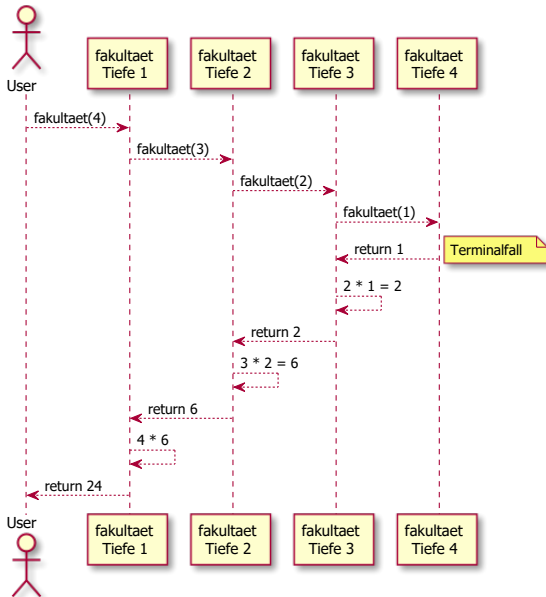 User
fakultaet
Tiefe 1
fakultaet
Tiefe 2
fakultaet
Tiefe 3
fakultaet
Tiefe 4
fakultaet(4)
fakultaet(3)
fakultaet(2)
fakultaet(1)
return 1
Terminalfall
2 * 1 = 2
return 2
3 * 2 = 6
return 6
4 * 6
return 24
User
fakultaet
Tiefe 1
fakultaet
Tiefe 2
fakultaet
Tiefe 3
fakultaet
Tiefe 4